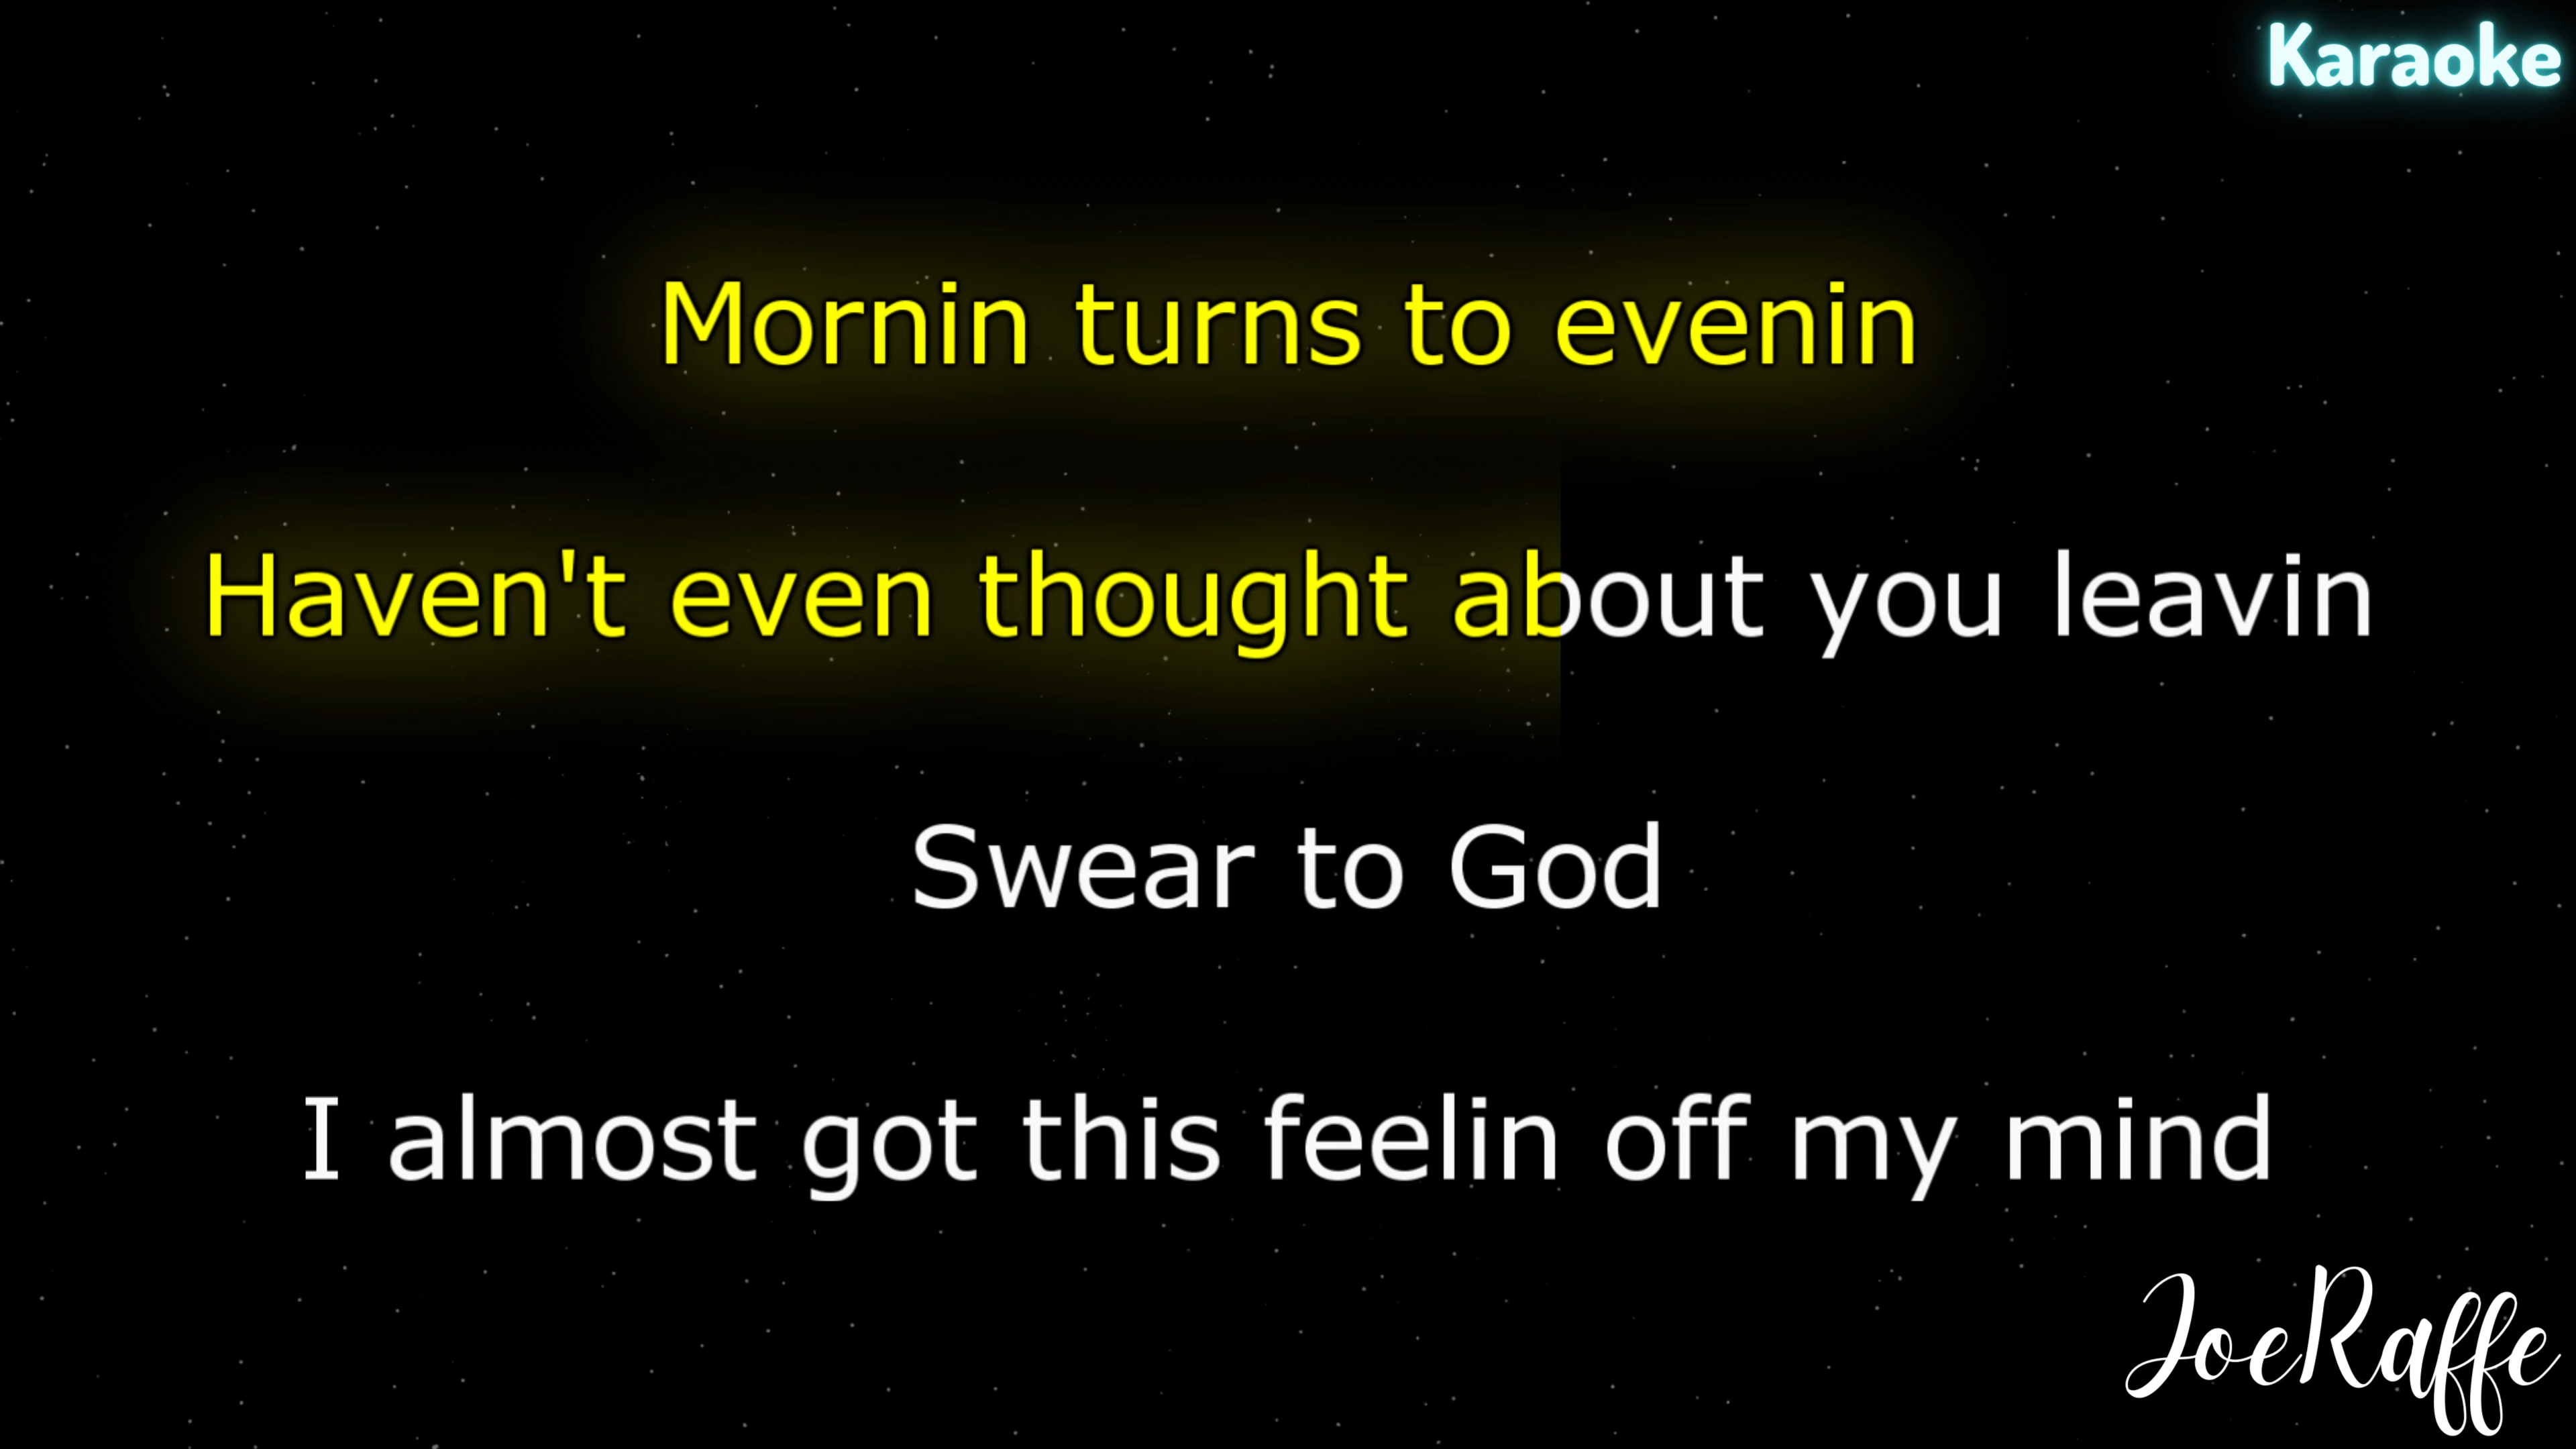 Karaoke
Mornin turns to evenin
Haven't even thought about you leavin
Swear to God
I almost got this feelin off my mind
JoeRaffe